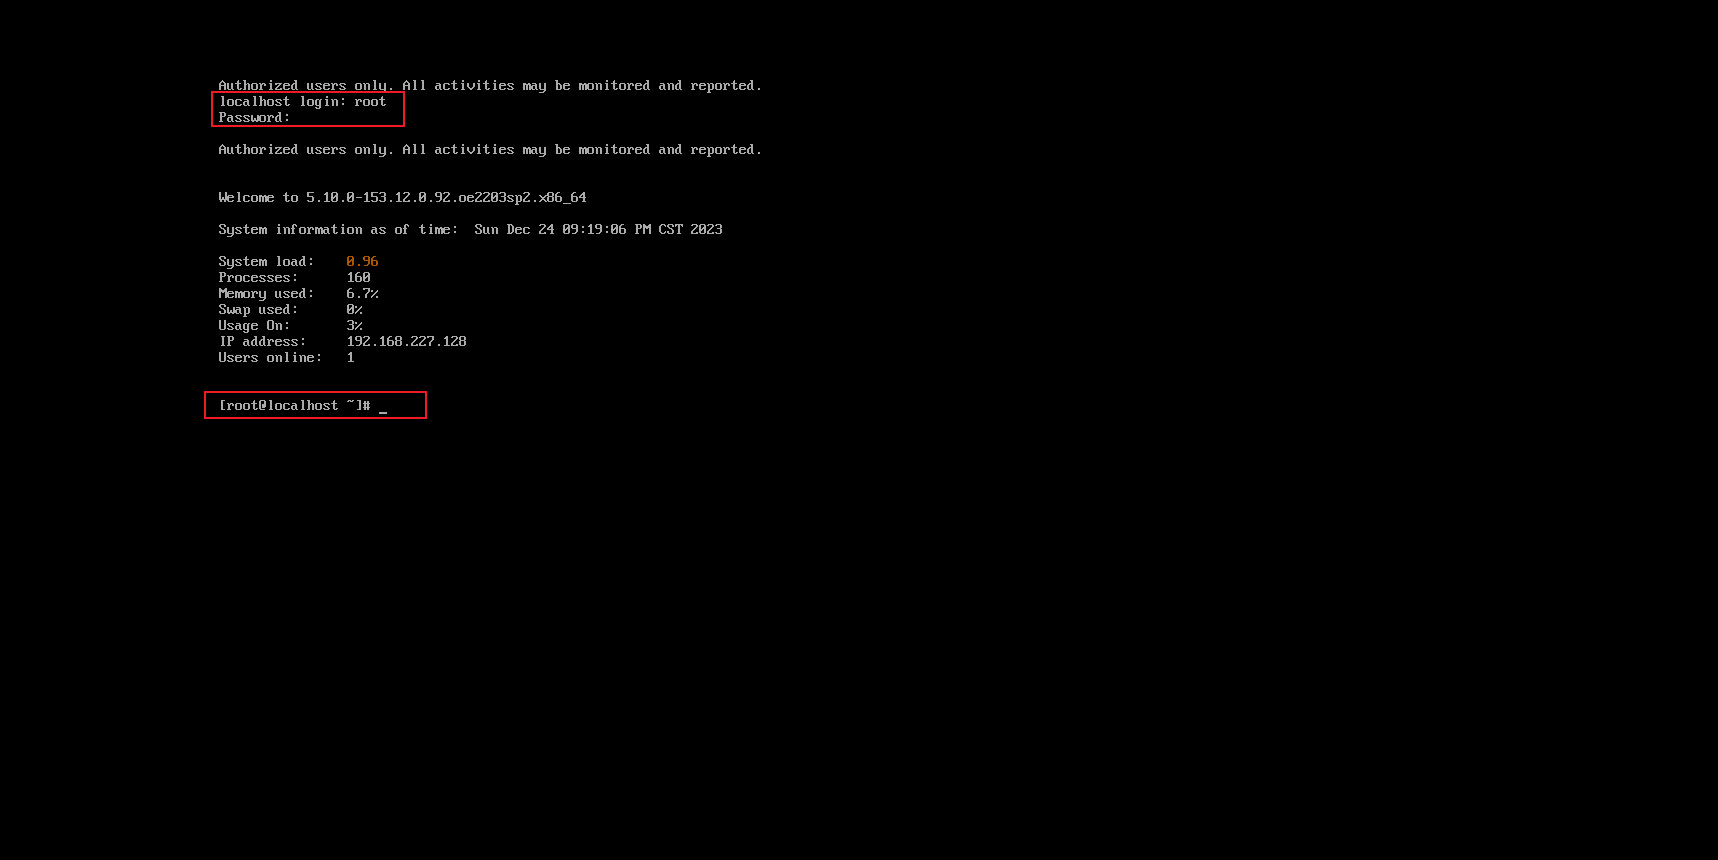 Authorized users only. All activities may be monitored and reported.
localhost login: root
Password:
Authorized users only. All activities may be monitored and reported.
Welcome to 5.10.0-153.12.0.92.oe2203sp2.x86_64
System information as of time:  Sun Dec 24 09:19:06 PM CST 2023
System load:    0.96
Processes:      160
Memory used:    6.7%
Swap used:      0%
Usage On:       3%
IP address:     192.168.227.128
Users online:   1
[root@localhost ~]# _